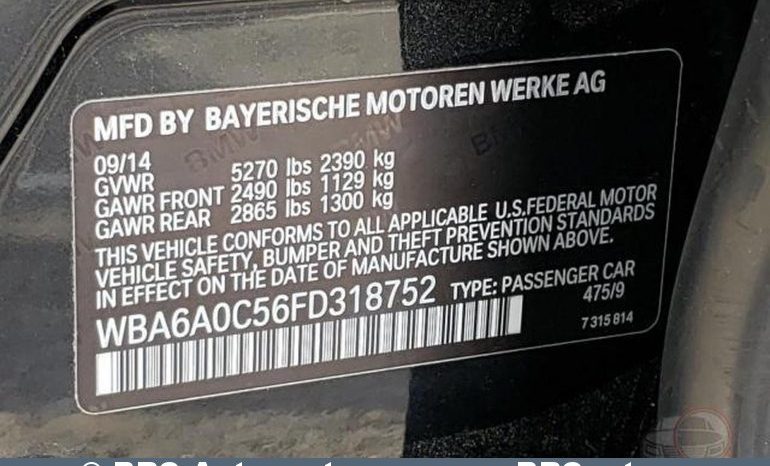 MFD BY BAYERISCHE MOTOREN WERKE AG
09/14
GVWR 5270 lbs 2390 kg
GAWR FRONT 2490 lbs 1129 kg
GAWR REAR 2865 lbs 1300 kg
THIS VEHICLE CONFORMS TO ALL APPLICABLE U.S.FEDERAL MOTOR
VEHICLE SAFETY, BUMPER AND THEFT PREVENTION STANDARDS
IN EFFECT ON THE DATE OF MANUFACTURE SHOWN ABOVE.
WBA6A0C56FD318752 TYPE: PASSENGER CAR
475/9
7 315 814